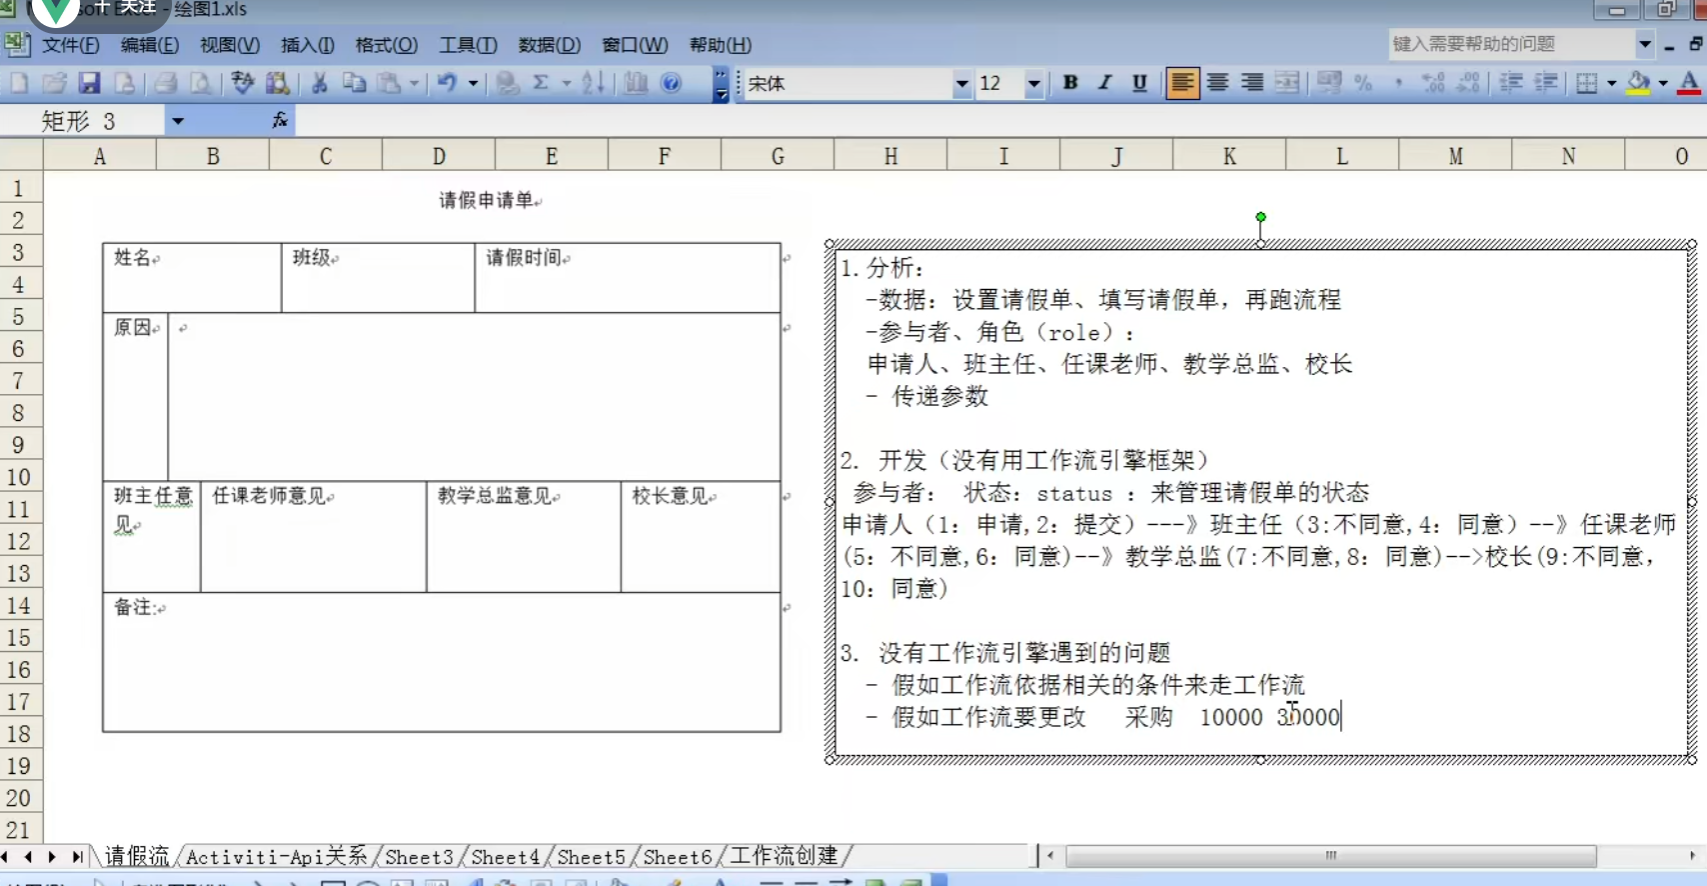 关注
绘图1.xls
文件(F) 编辑(E) 视图(V) 插入(I) 格式(O) 工具(T) 数据(D) 窗口(W) 帮助(H) 键入需要帮助的问题
宋体 12 B I U
矩形 3 fx
A B C D E F G H I J K L M N O
1
2
3
4
5
6
7
8
9
10
11
12
13
14
15
16
17
18
19
20
21
请假申请单
姓名 班级 请假时间
原因
班主任意见 任课老师意见 教学总监意见 校长意见
备注:
1.分析：
-数据：设置请假单、填写请假单，再跑流程
-参与者、角色（role）：
申请人、班主任、任课老师、教学总监、校长
- 传递参数
2. 开发（没有用工作流引擎框架）
参与者： 状态：status ：来管理请假单的状态
申请人（1：申请,2：提交）---》班主任（3:不同意,4：同意）--》任课老师
(5：不同意,6：同意)--》教学总监(7:不同意,8：同意)-->校长(9:不同意，
10：同意)
3. 没有工作流引擎遇到的问题
- 假如工作流依据相关的条件来走工作流
- 假如工作流要更改 采购 10000 30000
请假流 Activiti-Api关系 Sheet3 Sheet4 Sheet5 Sheet6 工作流创建